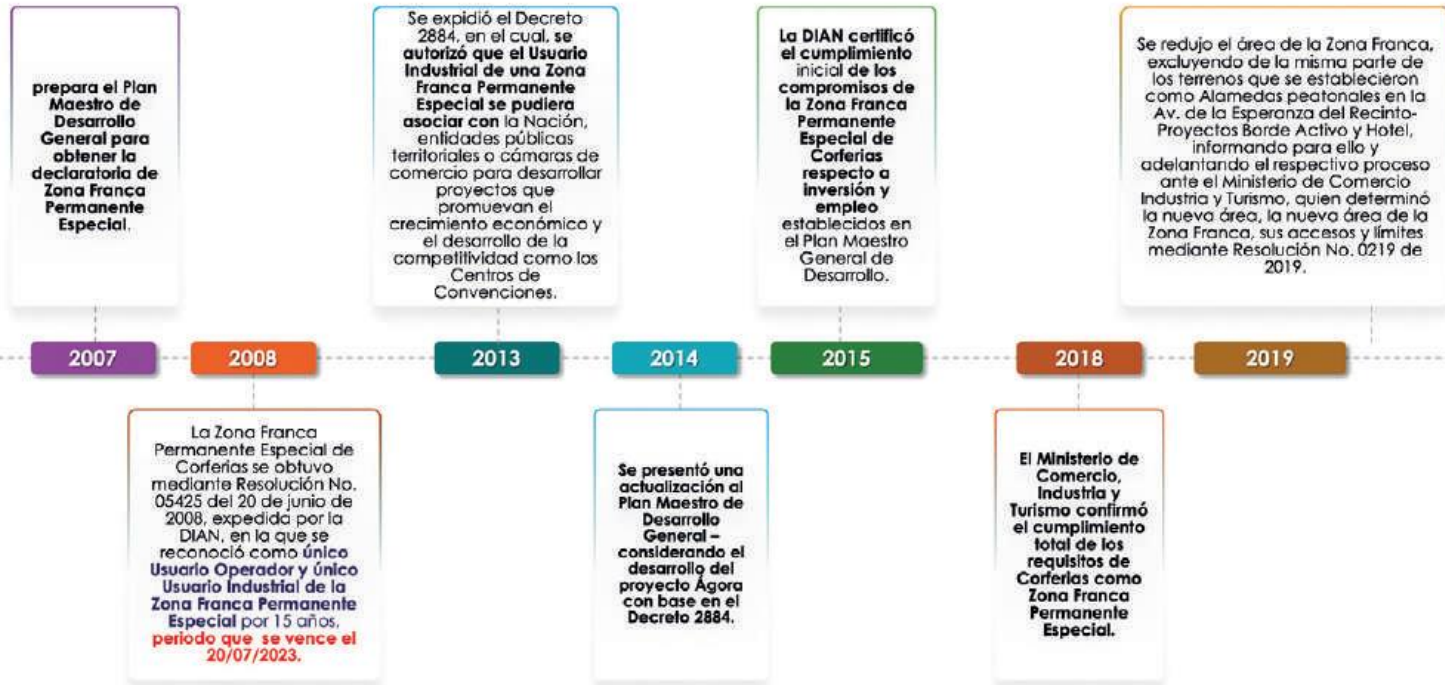 prepara el Plan
Maestro de
Desarrollo
General para
obtener la
declaratoria de
Zona Franca
Permanente
Especial.
2007
2008
La Zona Franca
Permanente Especial de
Corferias se obtuvo
mediante Resolución No.
05425 del 20 de junio de
2008, expedida por la
DIAN, en la que se
reconoció como único
Usuario Operador y único
Usuario Industrial de la
Zona Franca Permanente
Especial por 15 años,
periodo que se vence el
20/07/2023.
Se expidió el Decreto
2884, en el cual, se
autorizó que el Usuario
Industrial de una Zona
Franca Permanente
Especial se pudiera
asociar con la Nación,
entidades públicas
territoriales o cámaras de
comercio para desarrollar
proyectos que
promuevan el
crecimiento económico y
el desarrollo de la
competitividad como los
Centros de
Convenciones.
2013
2014
Se presentó una
actualización al
Plan Maestro de
Desarrollo
General –
considerando el
desarrollo del
proyecto Ágora
con base en el
Decreto 2884.
La DIAN certificó
el cumplimiento
inicial de los
compromisos de
la Zona Franca
Permanente
Especial de
Corferias
respecto a
inversión y
empleo
establecidos en
el Plan Maestro
General de
Desarrollo.
2015
2018
El Ministerio de
Comercio,
Industria y
Turismo confirmó
el cumplimiento
total de los
requisitos de
Corferias como
Zona Franca
Permanente
Especial.
Se redujo el área de la Zona Franca,
excluyendo de la misma parte de
los terrenos que se establecieron
como Alamedas peatonales en la
Av. de la Esperanza del Recinto-
Proyectos Borde Activo y Hotel,
informando para ello y
adelantando el respectivo proceso
ante el Ministerio de Comercio
Industria y Turismo, quien determinó
la nueva área, la nueva área de la
Zona Franca, sus accesos y límites
mediante Resolución No. 0219 de
2019.
2019